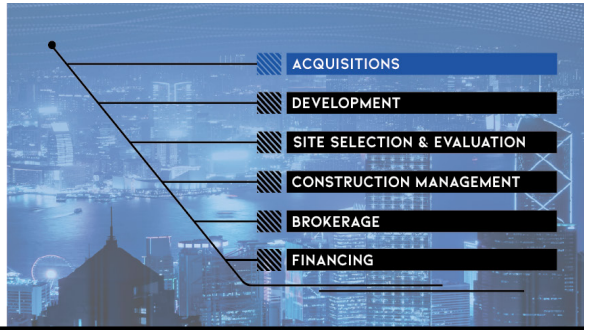 ACQUISITIONS
DEVELOPMENT
SITE SELECTION & EVALUATION
CONSTRUCTION MANAGEMENT
BROKERAGE
FINANCING